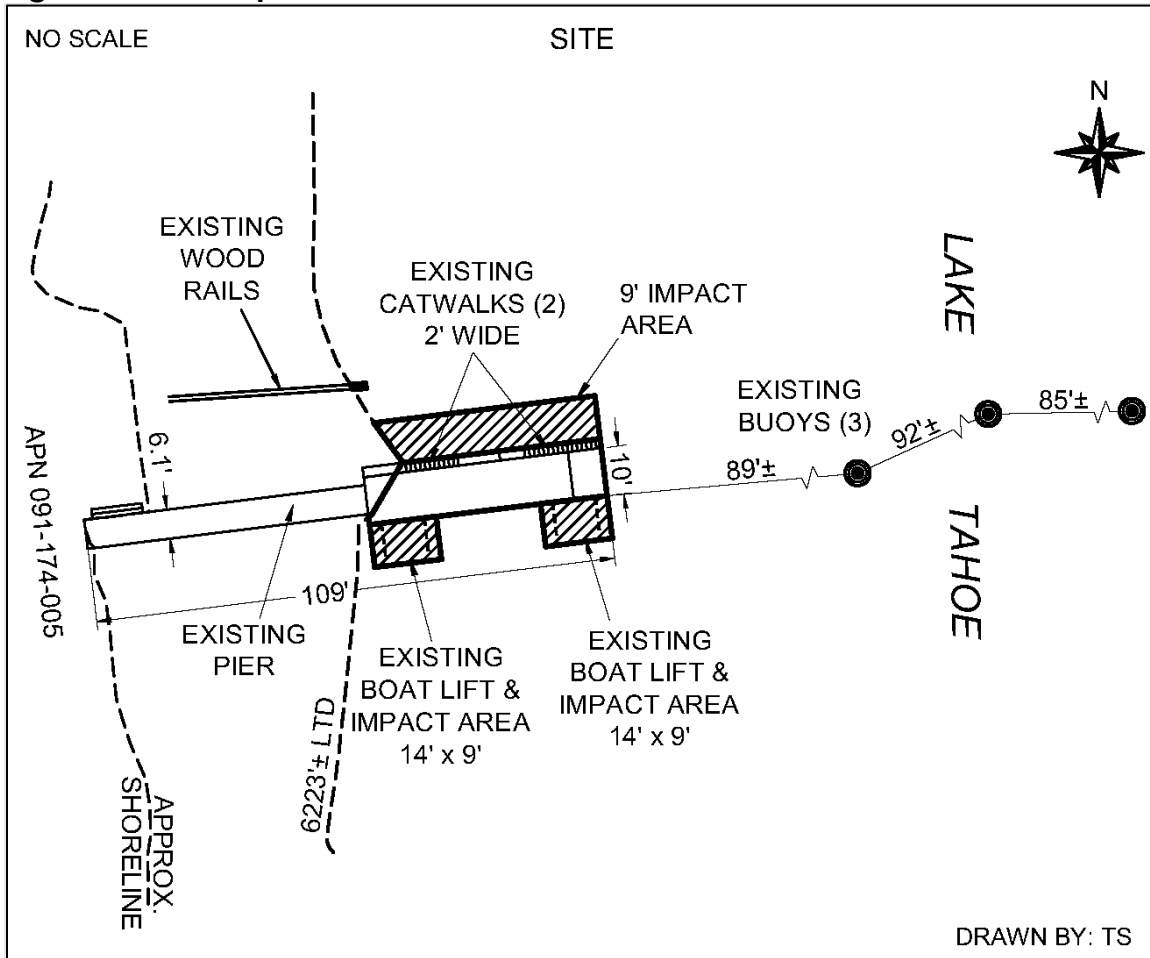 NO SCALE
SITE
N
EXISTING
WOOD
RAILS
EXISTING
CATWALKS (2)
2' WIDE
9' IMPACT
AREA
LAKE
TAHOE
EXISTING
BUOYS (3)
89'±
92'±
85'±
6.1'
10'
APN 091-174-005
109'
EXISTING
PIER
EXISTING
BOAT LIFT &
IMPACT AREA
14' x 9'
EXISTING
BOAT LIFT &
IMPACT AREA
14' x 9'
6223'± LTD
APPROX.
SHORELINE
DRAWN BY: TS